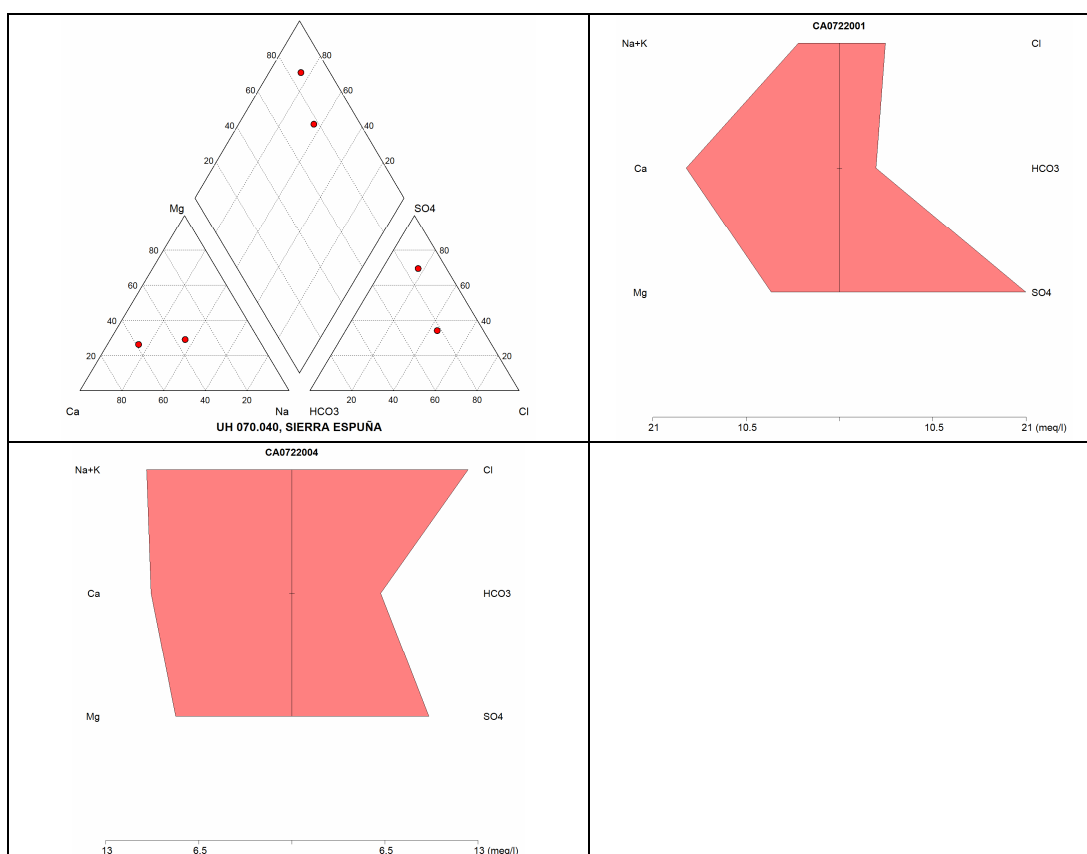 80 80
60 60
40 40
20 20
Mg SO4
80 80
60 60
40 40
20 20
80 60 40 20 20 40 60 80
Ca Na HCO3 Cl
UH 070.040, SIERRA ESPUÑA
CA0722001
Na+K Cl
Ca HCO3
Mg SO4
21 10.5 10.5 21 (meq/l)
CA0722004
Na+K Cl
Ca HCO3
Mg SO4
13 6.5 6.5 13 (meq/l)